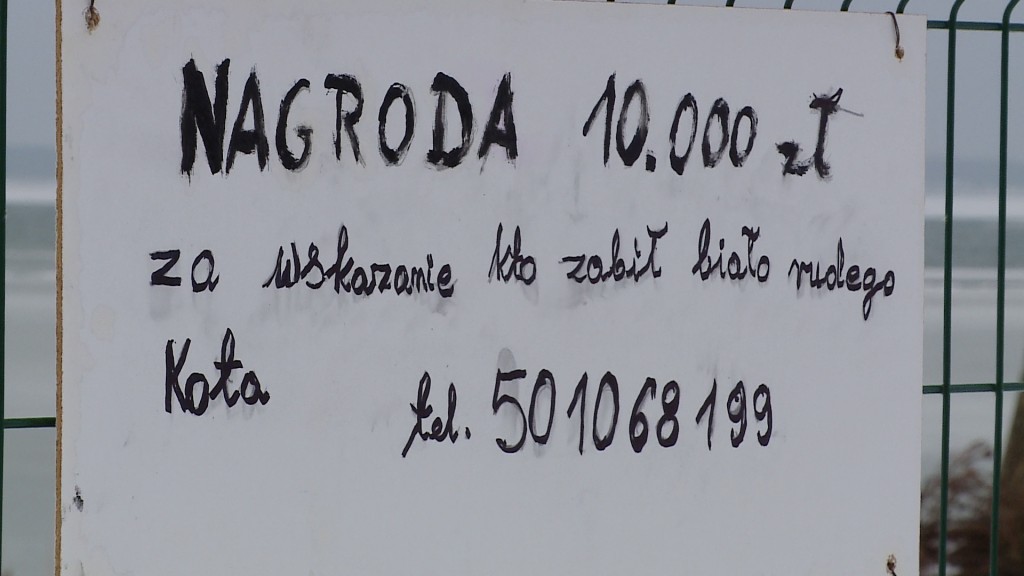 NAGRODA 10.000 zł
za wskazanie kto zabił biało rudego
Kota tel. 501068199